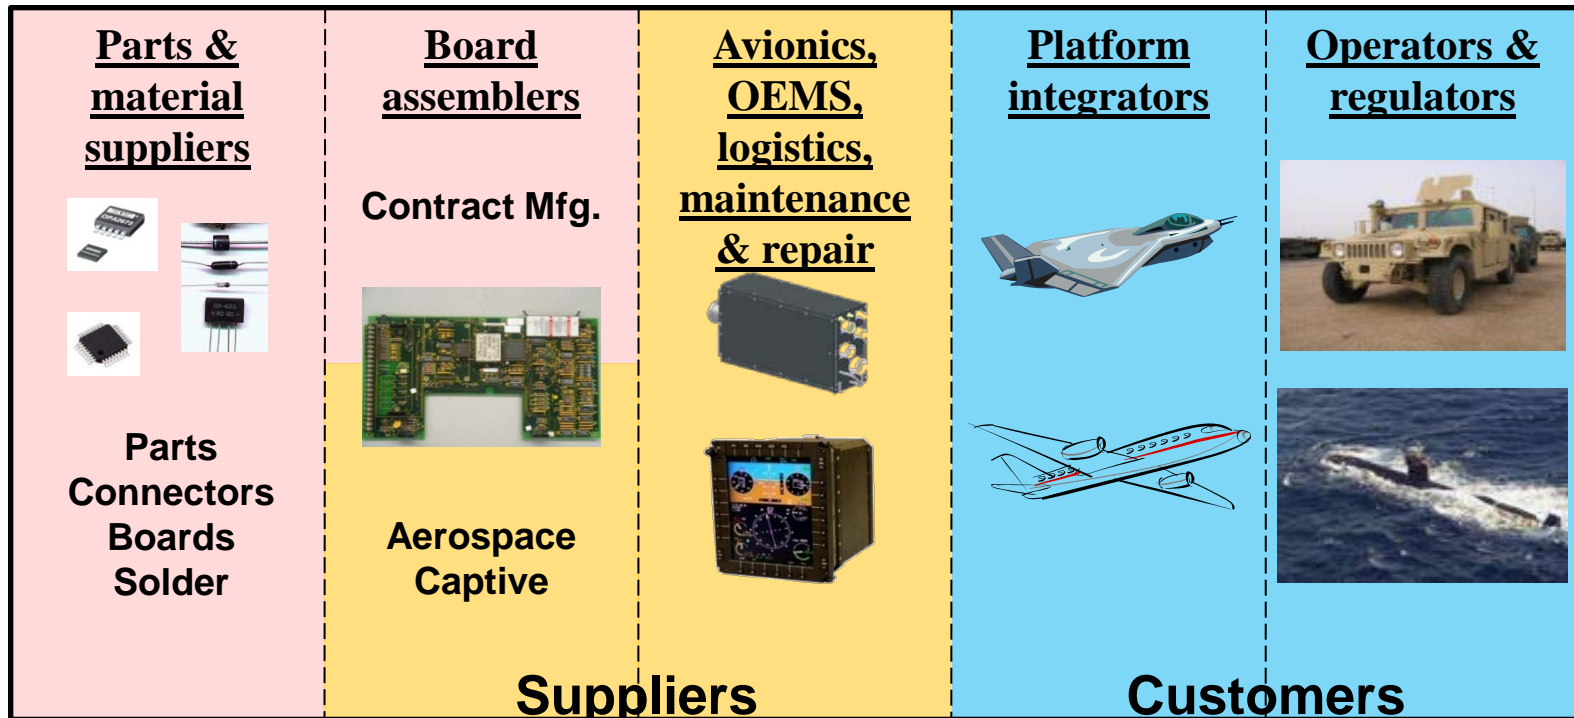 Parts &
material
suppliers
Parts
Connectors
Boards
Solder
Board
assemblers
Contract Mfg.
Aerospace
Captive
Avionics,
OEMS,
logistics,
maintenance
& repair
Platform
integrators
Operators &
regulators
Suppliers
Customers